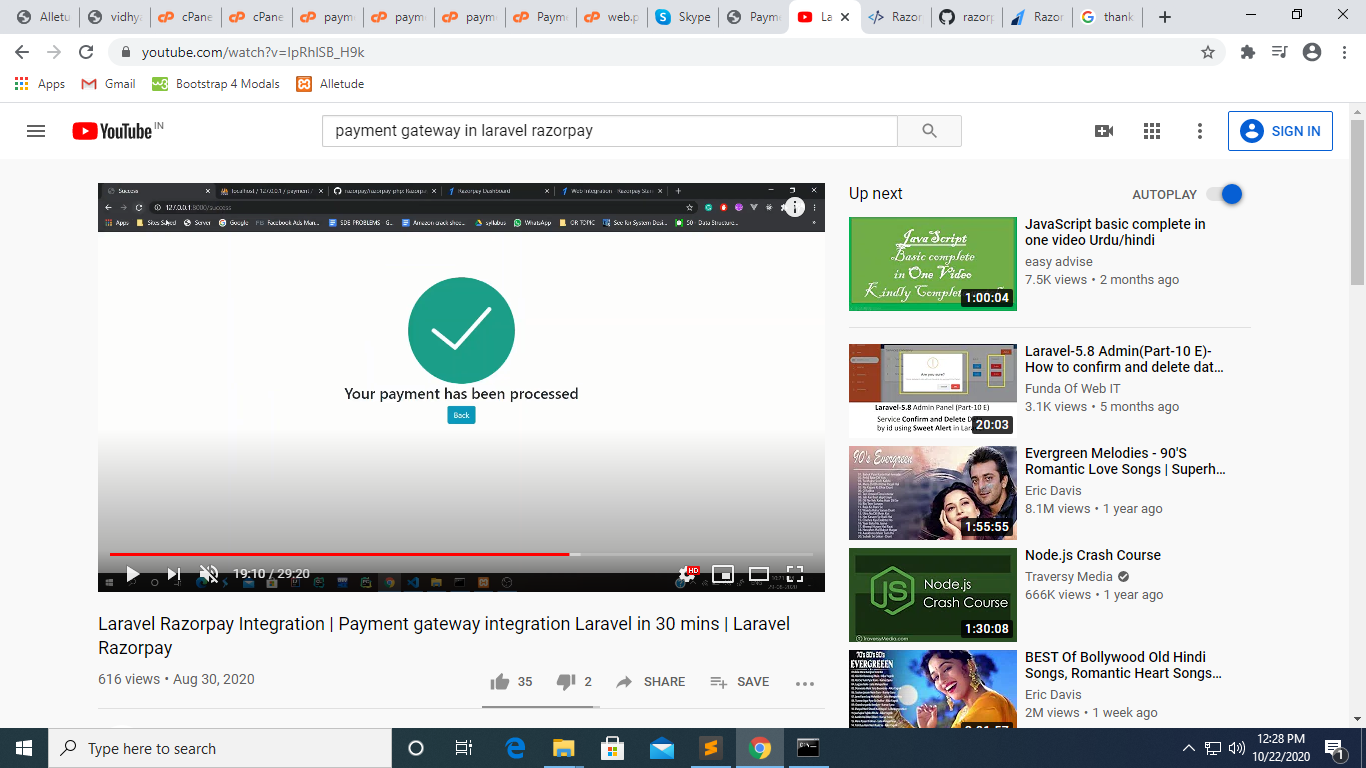 Alletu
vidhya
cPane
cPane
paym
paym
paym
Paym
web.p
Skype
Paym
La
Razor
razorp
Razor
thank
youtube.com/watch?v=IpRhlSB_H9k
Apps
Gmail
Bootstrap 4 Modals
Alletude
YouTube IN
payment gateway in laravel razorpay
SIGN IN
Success
localhost / 127.0.0.1 / payment /
razorpay/razorpay-php: Razorpa
Razorpay Dashboard
Web Integration - Razorpay Stan
127.0.0.1:8000/success
Apps
Sites Saved
Server
Google
Facebook Ads Man...
SDE PROBLEMS - G...
Amazon crack shee...
syllabus
WhatsApp
OR TOPIC
See for System Desi...
50 - Data Structure...
Your payment has been processed
Back
19:10 / 29:20
HD
Laravel Razorpay Integration | Payment gateway integration Laravel in 30 mins | Laravel
Razorpay
616 views • Aug 30, 2020
35
2
SHARE
SAVE
Up next
AUTOPLAY
JavaScript
Basic complete
in One Video
Kindly Complete
1:00:04
JavaScript basic complete in
one video Urdu/hindi
easy advise
7.5K views • 2 months ago
Are you sure?
Laravel-5.8 Admin Panel (Part-10 E)
Service Confirm and Delete D
by id using Sweet Alert in Lara
20:03
Laravel-5.8 Admin(Part-10 E)-
How to confirm and delete dat...
Funda Of Web IT
3.1K views • 5 months ago
90's Evergreen
1:55:55
Evergreen Melodies - 90'S
Romantic Love Songs | Superh...
Eric Davis
8.1M views • 1 year ago
Node.js
Crash Course
TraversyMedia.com
1:30:08
Node.js Crash Course
Traversy Media
666K views • 1 year ago
70's 80's 90's
EVERGREEN
BEST Of Bollywood Old Hindi
Songs, Romantic Heart Songs...
Eric Davis
2M views • 1 week ago
Type here to search
12:28 PM
10/22/2020
1